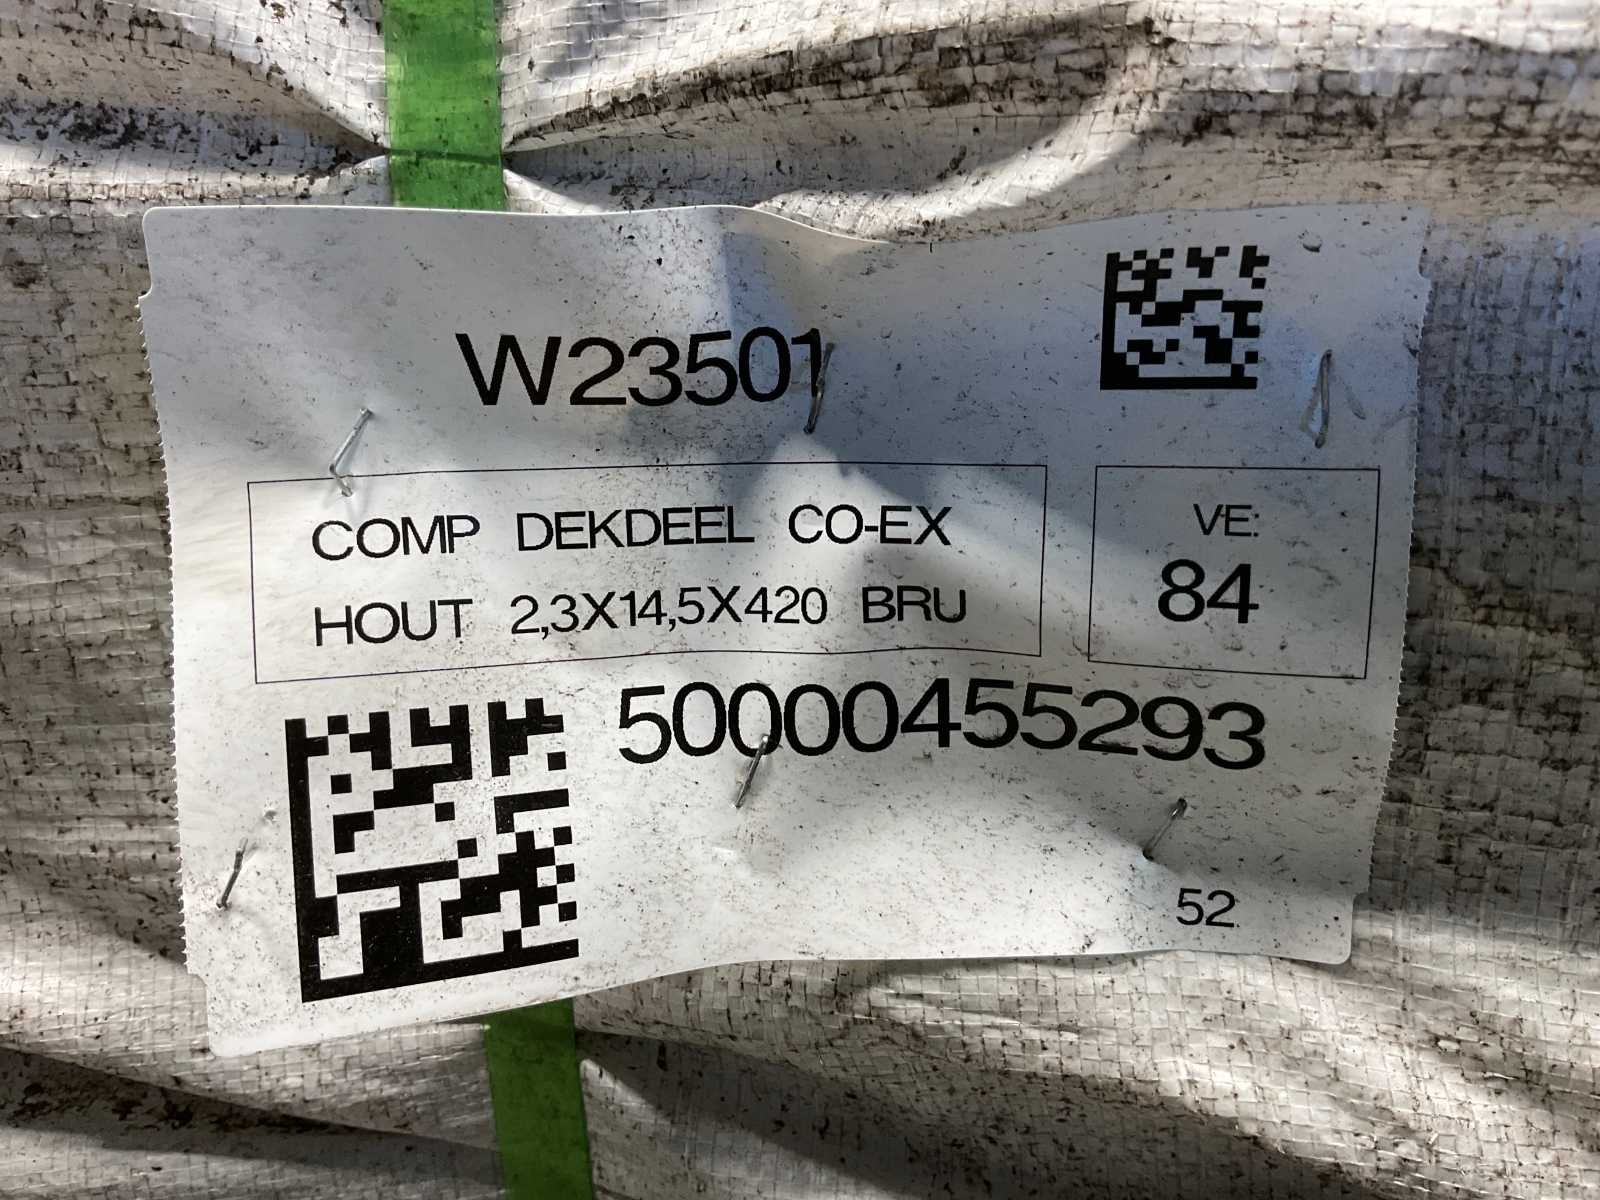 W23501
COMP DEKDEEL CO-EX
HOUT 2,3X14,5X420 BRU
VE:
84
50000455293
52